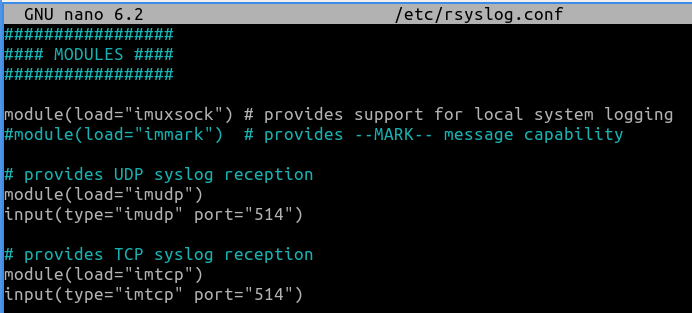 GNU nano 6.2 /etc/rsyslog.conf
#################
#### MODULES ####
#################
module(load="imuxsock") # provides support for local system logging
#module(load="immark")  # provides --MARK-- message capability
# provides UDP syslog reception
module(load="imudp")
input(type="imudp" port="514")
# provides TCP syslog reception
module(load="imtcp")
input(type="imtcp" port="514")